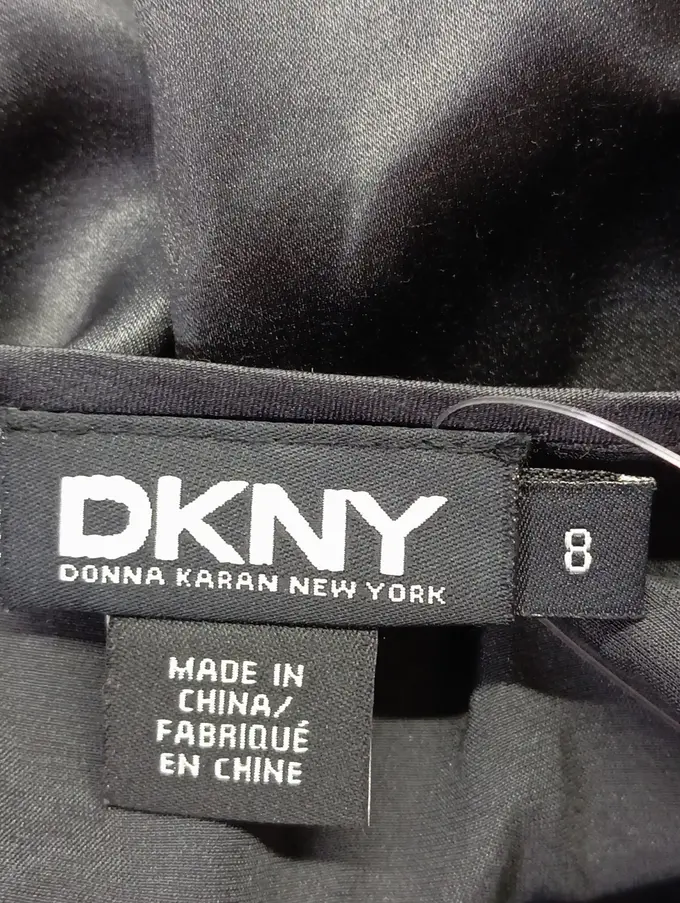 DKNY
DONNA KARAN NEW YORK
8
MADE IN
CHINA/
FABRIQUÉ
EN CHINE